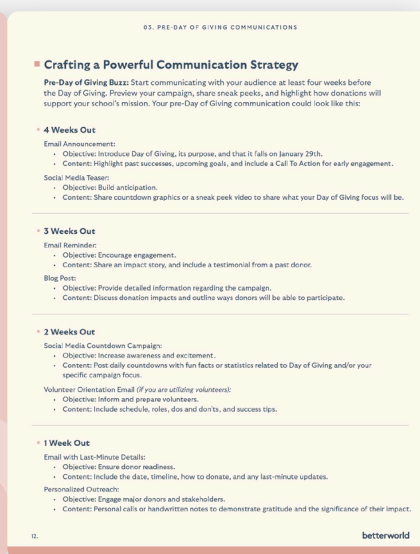 03. PRE-DAY OF GIVING COMMUNICATIONS
Crafting a Powerful Communication Strategy
Pre-Day of Giving Buzz: Start communicating with your audience at least four weeks before
the Day of Giving. Preview your campaign, share sneak peeks, and highlight how donations will
support your school's mission. Your pre-Day of Giving communication could look like this:
4 Weeks Out
Email Announcement:
• Objective: Introduce Day of Giving, its purpose, and that it falls on January 29th.
• Content: Highlight past successes, upcoming goals, and include a Call To Action for early engagement.
Social Media Teaser:
• Objective: Build anticipation.
• Content: Share countdown graphics or a sneak peek video to share what your Day of Giving focus will be.
3 Weeks Out
Email Reminder:
• Objective: Encourage engagement.
• Content: Share an impact story, and include a testimonial from a past donor.
Blog Post:
• Objective: Provide detailed information regarding the campaign.
• Content: Discuss donation impacts and outline ways donors will be able to participate.
2 Weeks Out
Social Media Countdown Campaign:
• Objective: Increase awareness and excitement.
• Content: Post daily countdowns with fun facts or statistics related to Day of Giving and/or your
specific campaign focus.
Volunteer Orientation Email (if you are utilizing volunteers):
• Objective: Inform and prepare volunteers.
• Content: Include schedule, roles, dos and don'ts, and success tips.
1 Week Out
Email with Last-Minute Details:
• Objective: Ensure donor readiness.
• Content: Include the date, timeline, how to donate, and any last-minute updates.
Personalized Outreach:
• Objective: Engage major donors and stakeholders.
• Content: Personal calls or handwritten notes to demonstrate gratitude and the significance of their impact.
12.
betterworld